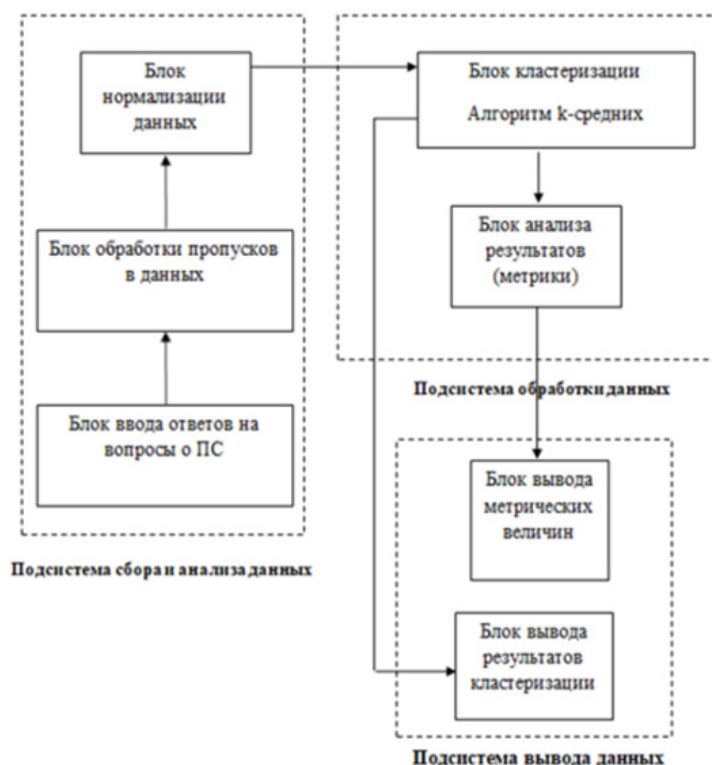 Блок
нормализации
данных
Блок обработки пропусков
в данных
Блок ввода ответов на
вопросы о ПС
Подсистема сбора и анализа данных
Блок кластеризации
Алгоритм k-средних
Блок анализа
результатов
(метрики)
Подсистема обработки данных
Блок вывода
метрических
величин
Блок вывода
результатов
кластеризации
Подсистема вывода данных